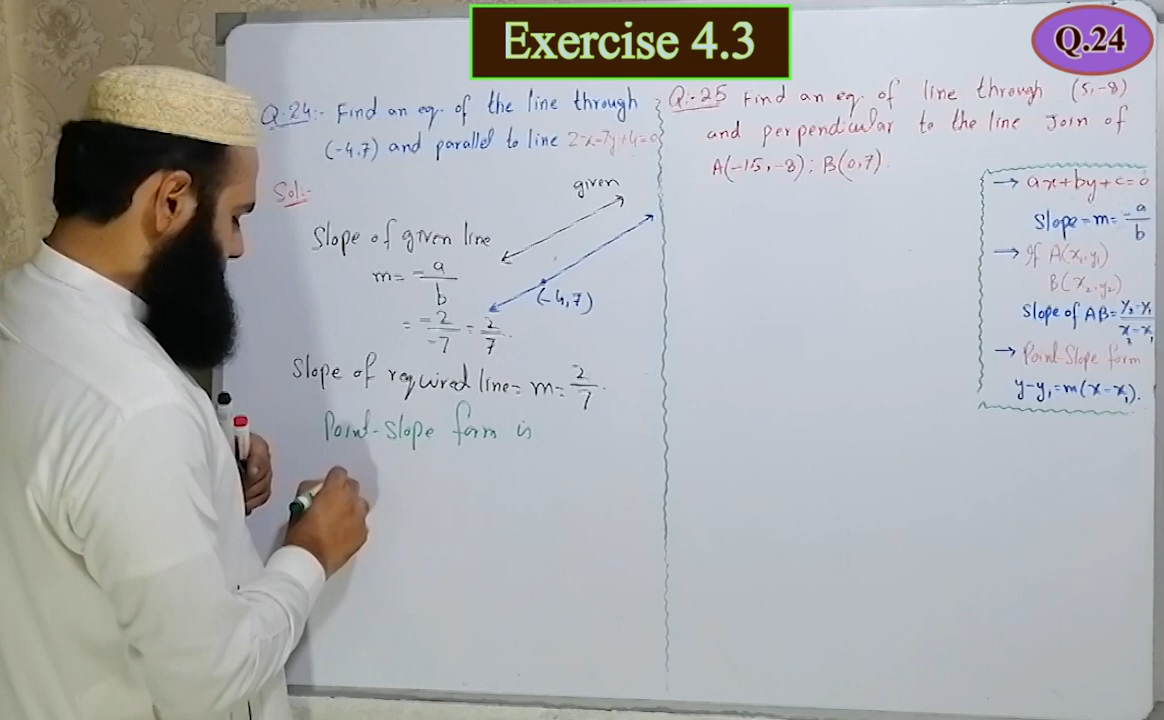 Exercise 4.3
Q.24
Q.24:- Find an eq. of the line through
(-4,7) and parallel to line 2x-7y+4=0
Sol:-
given
Slope of given line
m= -a/b
(-4,7)
= -2/-7 = 2/7.
Slope of required line= m= 2/7.
Point-Slope form is
Q:-25 Find an eq. of line through (5,-8)
and perpendicular to the line Join of
A(-15,-8); B(0,7).
→ ax+by+c=0
Slope=m= -a/b
→ If A(x₁,y₁)
B(x₂,y₂)
Slope of AB= y₂-y₁/x₂-x₁
→ Point-Slope form
y-y₁=m(x-x₁).